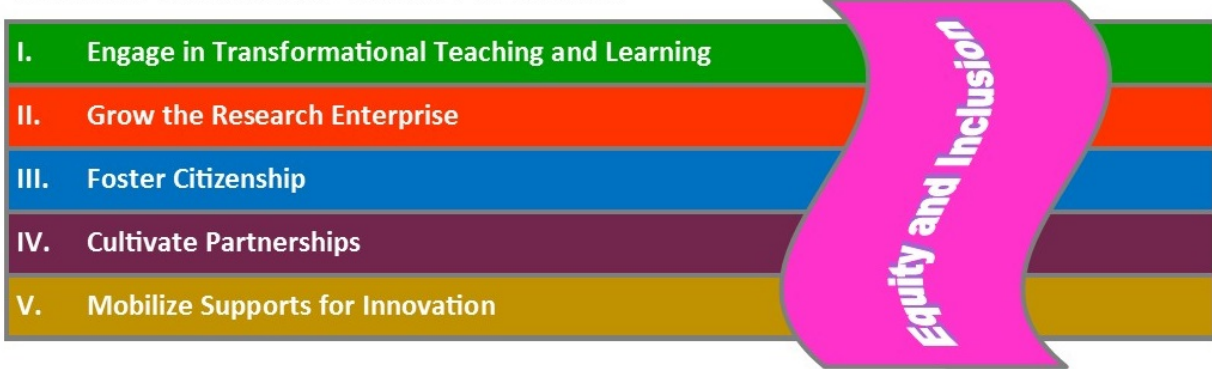 I. Engage in Transformational Teaching and Learning
II. Grow the Research Enterprise
III. Foster Citizenship
IV. Cultivate Partnerships
V. Mobilize Supports for Innovation
Equity and Inclusion